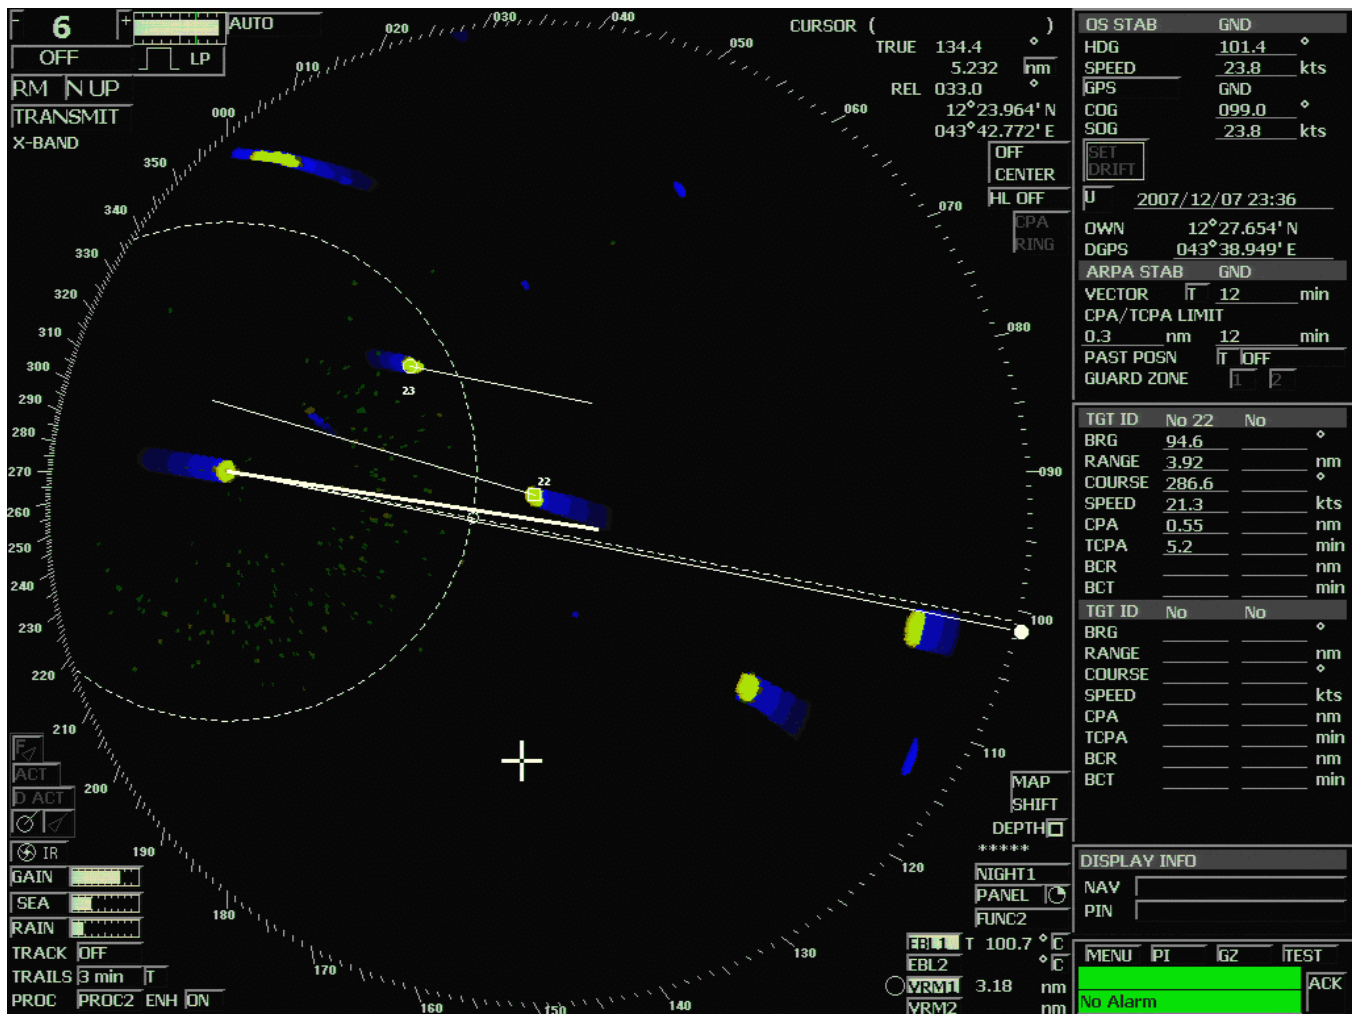 - 6 + AUTO
OFF LP
RM N UP
TRANSMIT
X-BAND
CURSOR ( )
TRUE 134.4 °
5.232 nm
REL 033.0 °
12°23.964' N
043°42.772' E
OFF
CENTER
HL OFF
CPA
RING
000
010
020
030
040
050
060
070
080
090
100
110
120
130
140
150
160
170
180
190
200
210
220
230
240
250
260
270
280
290
300
310
320
330
340
350
23
22
F
ACT
D ACT
IR
GAIN
SEA
RAIN
TRACK OFF
TRAILS 3 min T
PROC PROC2 ENH ON
MAP
SHIFT
DEPTH
*****
NIGHT1
PANEL
FUNC2
EBL1 T 100.7 ° C
EBL2 ° C
VRM1 3.18 nm
VRM2 nm
OS STAB GND
HDG 101.4 °
SPEED 23.8 kts
GPS GND
COG 099.0 °
SOG 23.8 kts
SET
DRIFT
U 2007/12/07 23:36
OWN 12°27.654' N
DGPS 043°38.949' E
ARPA STAB GND
VECTOR T 12 min
CPA/TCPA LIMIT
0.3 nm 12 min
PAST POSN T OFF
GUARD ZONE 1 2
TGT ID No 22 No
BRG 94.6 °
RANGE 3.92 nm
COURSE 286.6 °
SPEED 21.3 kts
CPA 0.55 nm
TCPA 5.2 min
BCR nm
BCT min
TGT ID No No
BRG °
RANGE nm
COURSE °
SPEED kts
CPA nm
TCPA min
BCR nm
BCT min
DISPLAY INFO
NAV
PIN
MENU PI GZ TEST
ACK
No Alarm